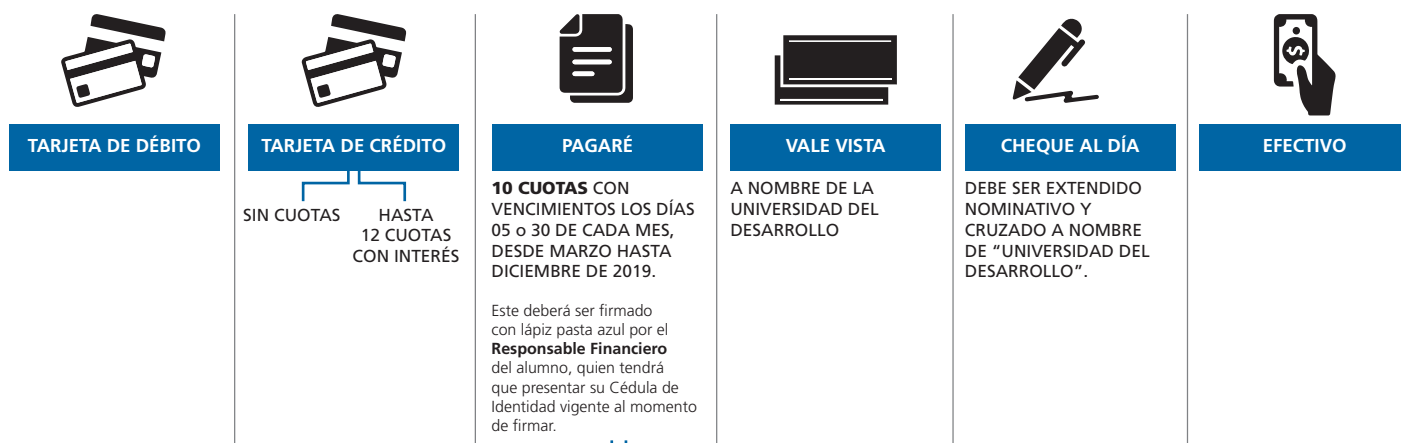 TARJETA DE DÉBITO
TARJETA DE CRÉDITO
SIN CUOTAS
HASTA
12 CUOTAS
CON INTERÉS
PAGARÉ
10 CUOTAS CON
VENCIMIENTOS LOS DÍAS
05 o 30 DE CADA MES,
DESDE MARZO HASTA
DICIEMBRE DE 2019.
Este deberá ser firmado
con lápiz pasta azul por el
Responsable Financiero
del alumno, quien tendrá
que presentar su Cédula de
Identidad vigente al momento
de firmar.
VALE VISTA
A NOMBRE DE LA
UNIVERSIDAD DEL
DESARROLLO
CHEQUE AL DÍA
DEBE SER EXTENDIDO
NOMINATIVO Y
CRUZADO A NOMBRE
DE “UNIVERSIDAD DEL
DESARROLLO”.
EFECTIVO